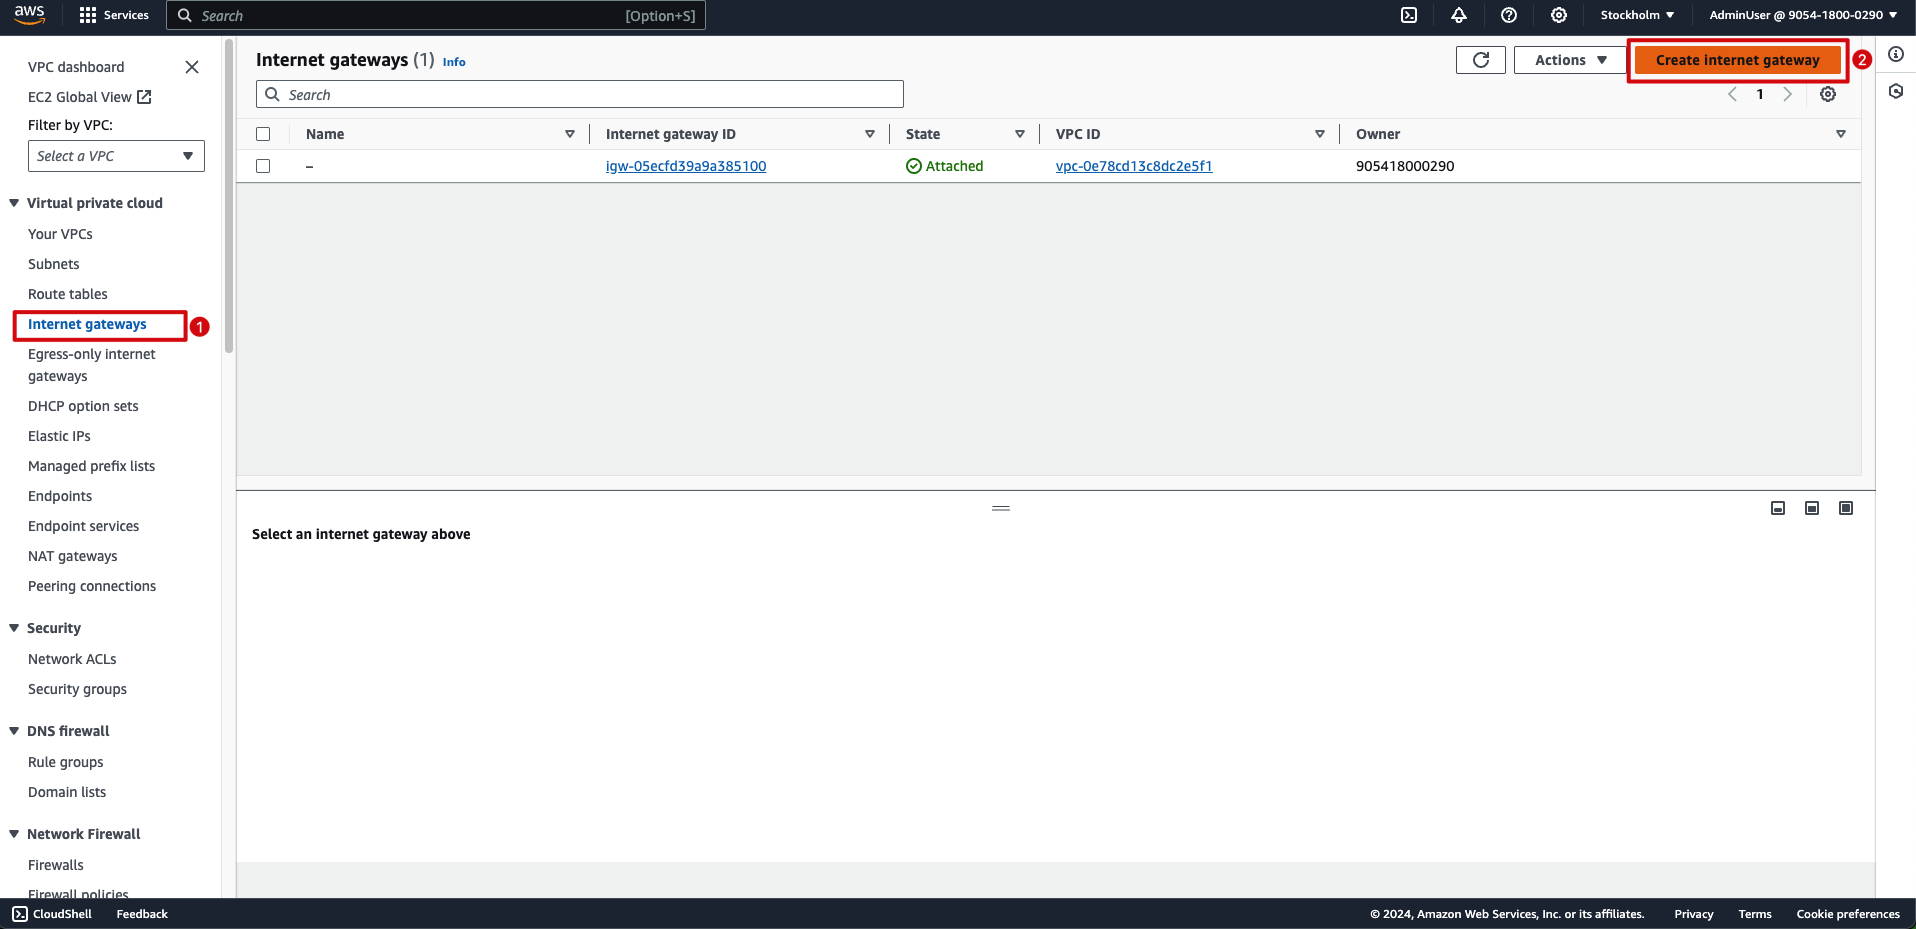 aws Services Search [Option+S] Stockholm AdminUser @ 9054-1800-0290
VPC dashboard
EC2 Global View
Filter by VPC:
Select a VPC
Virtual private cloud
Your VPCs
Subnets
Route tables
Internet gateways 1
Egress-only internet
gateways
DHCP option sets
Elastic IPs
Managed prefix lists
Endpoints
Endpoint services
NAT gateways
Peering connections
Security
Network ACLs
Security groups
DNS firewall
Rule groups
Domain lists
Network Firewall
Firewalls
Firewall policies
Internet gateways (1) Info Actions Create internet gateway 2
Search 1
Name Internet gateway ID State VPC ID Owner
– igw-05ecfd39a9a385100 Attached vpc-0e78cd13c8dc2e5f1 905418000290
Select an internet gateway above
CloudShell Feedback © 2024, Amazon Web Services, Inc. or its affiliates. Privacy Terms Cookie preferences